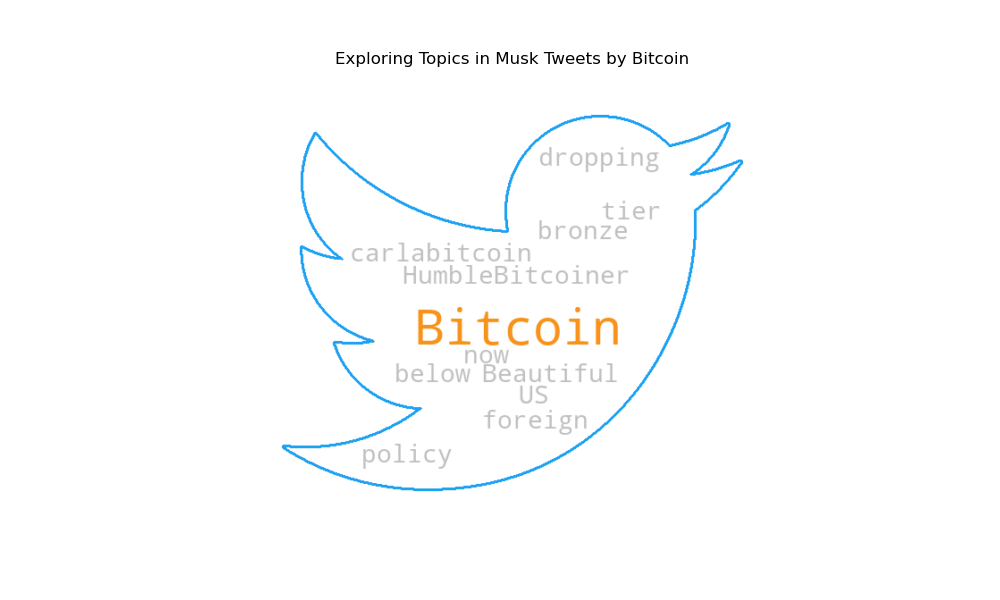 Exploring Topics in Musk Tweets by Bitcoin
dropping
tier
bronze
carlabitcoin
HumbleBitcoiner
Bitcoin
now
below Beautiful
US
foreign
policy